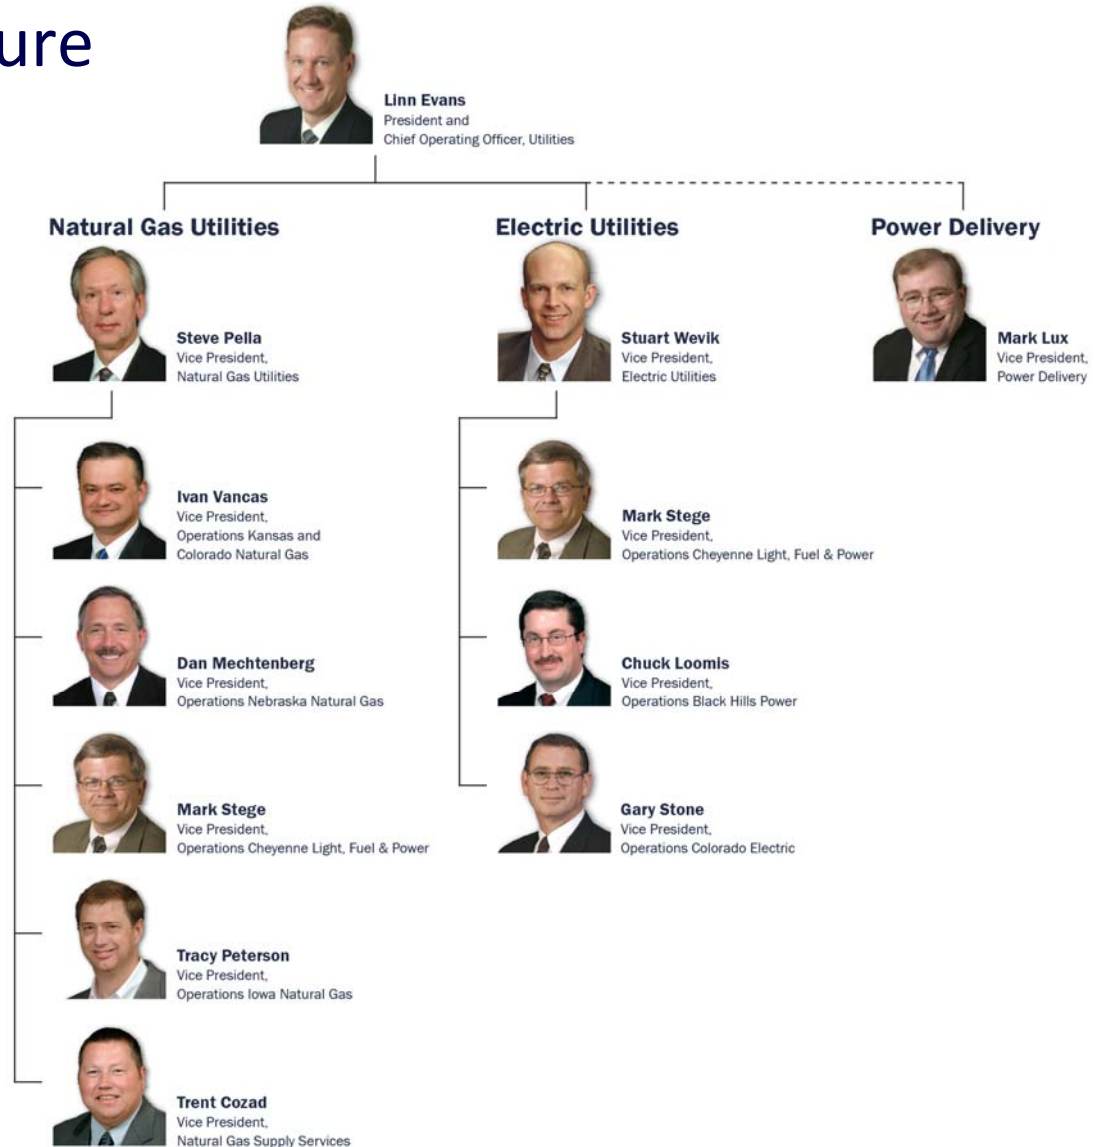 ure
Linn Evans
President and
Chief Operating Officer, Utilities
Natural Gas Utilities
Steve Pella
Vice President,
Natural Gas Utilities
Ivan Vancas
Vice President,
Operations Kansas and
Colorado Natural Gas
Dan Mechtenberg
Vice President,
Operations Nebraska Natural Gas
Mark Stege
Vice President,
Operations Cheyenne Light, Fuel & Power
Tracy Peterson
Vice President,
Operations Iowa Natural Gas
Trent Cozad
Vice President,
Natural Gas Supply Services
Electric Utilities
Stuart Wevik
Vice President,
Electric Utilities
Mark Stege
Vice President,
Operations Cheyenne Light, Fuel & Power
Chuck Loomis
Vice President,
Operations Black Hills Power
Gary Stone
Vice President,
Operations Colorado Electric
Power Delivery
Mark Lux
Vice President,
Power Delivery